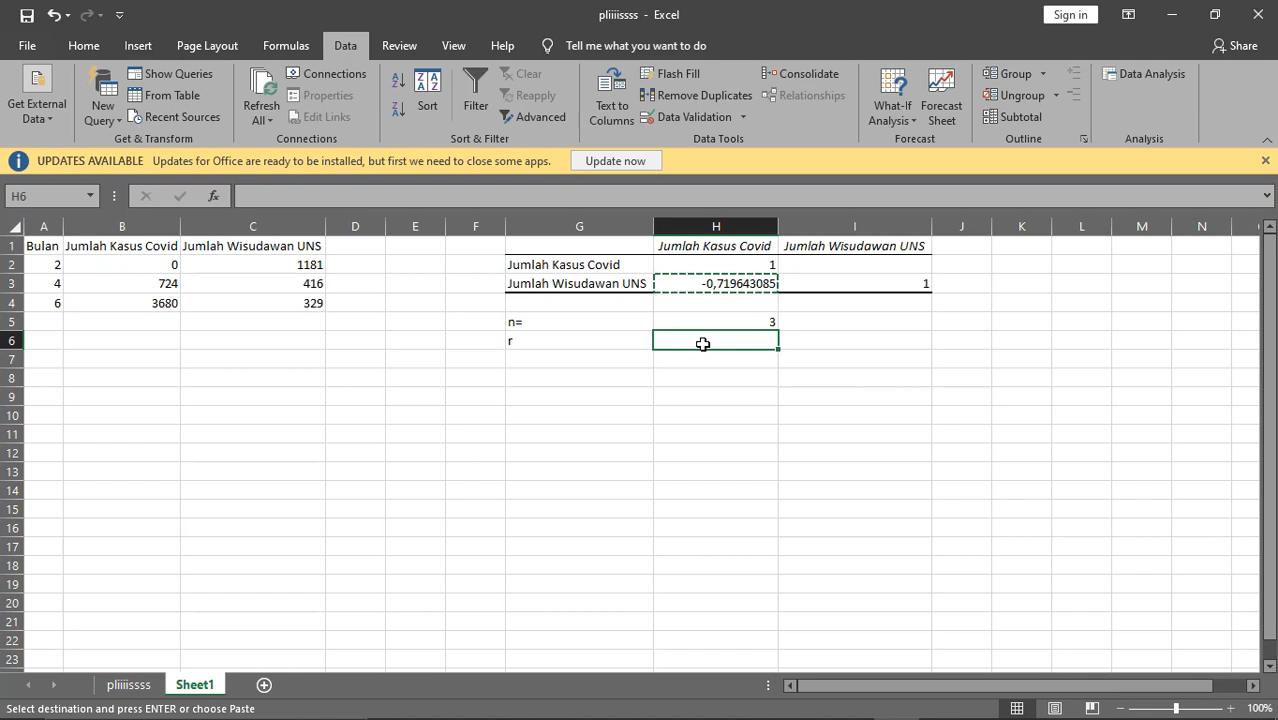 pliiiissss - Excel
Sign in
File Home Insert Page Layout Formulas Data Review View Help Tell me what you want to do Share
Get External Data
New Query
Show Queries
From Table
Recent Sources
Get & Transform
Refresh All
Connections
Properties
Edit Links
Connections
Sort
Filter
Clear
Reapply
Advanced
Sort & Filter
Text to Columns
Flash Fill
Remove Duplicates
Data Validation
Consolidate
Relationships
Data Tools
What-If Analysis
Forecast Sheet
Forecast
Group
Ungroup
Subtotal
Outline
Data Analysis
Analysis
UPDATES AVAILABLE Updates for Office are ready to be installed, but first we need to close some apps. Update now
H6 fx
A B C D E F G H I J K L M N
1 Bulan Jumlah Kasus Covid Jumlah Wisudawan UNS Jumlah Kasus Covid Jumlah Wisudawan UNS
2 2 0 1181 Jumlah Kasus Covid 1
3 4 724 416 Jumlah Wisudawan UNS -0,719643085 1
4 6 3680 329
5 n= 3
6 r
7
8
9
10
11
12
13
14
15
16
17
18
19
20
21
22
23
pliiiissss Sheet1
Select destination and press ENTER or choose Paste 100%